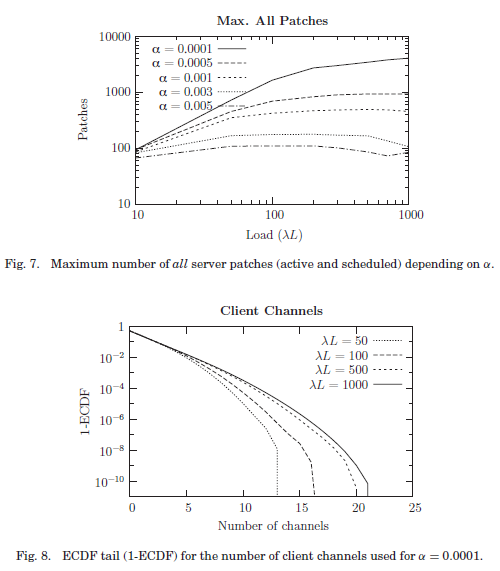 Max. All Patches
10000
1000
100
10
Patches
α = 0.0001
α = 0.0005
α = 0.001
α = 0.003
α = 0.005
10 100 1000
Load (λL)
Fig. 7. Maximum number of all server patches (active and scheduled) depending on α.
Client Channels
1
10⁻²
10⁻⁴
10⁻⁶
10⁻⁸
10⁻¹⁰
1-ECDF
λL = 50
λL = 100
λL = 500
λL = 1000
0 5 10 15 20 25
Number of channels
Fig. 8. ECDF tail (1-ECDF) for the number of client channels used for α = 0.0001.